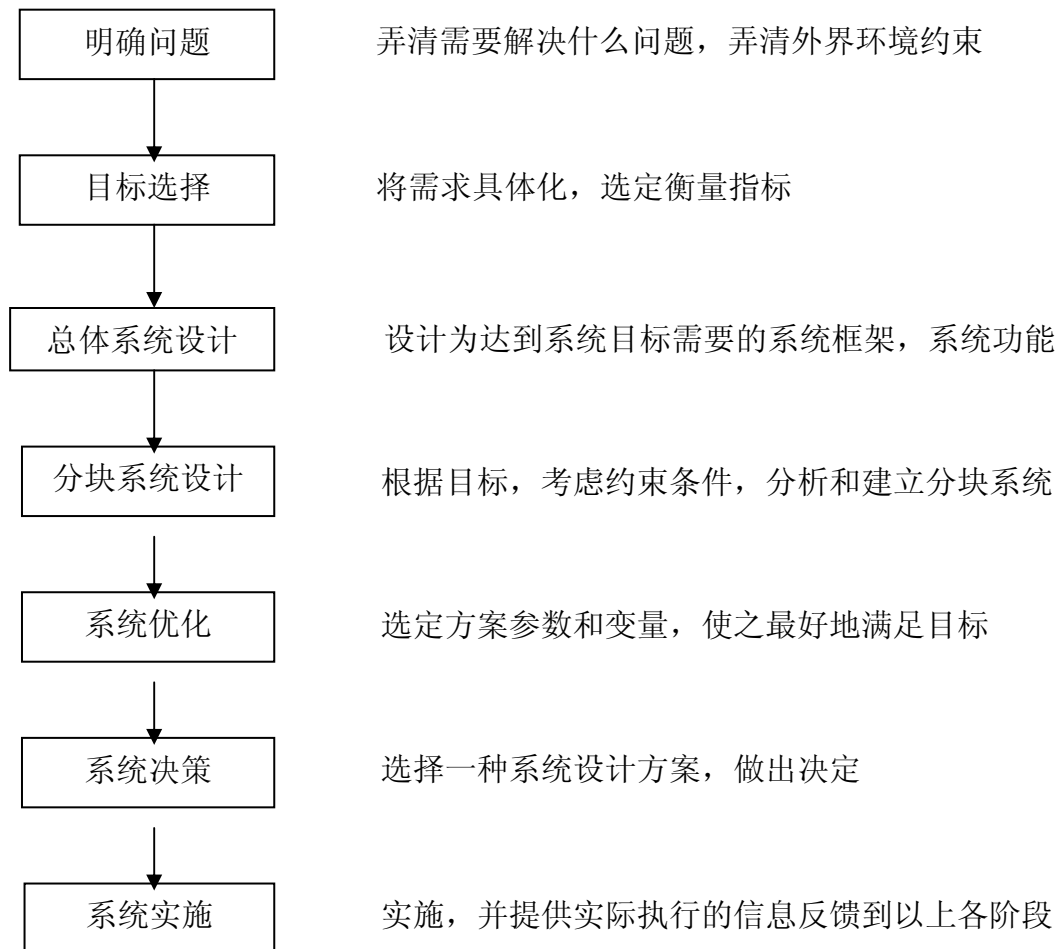 明确问题 弄清需要解决什么问题，弄清外界环境约束
目标选择 将需求具体化，选定衡量指标
总体系统设计 设计为达到系统目标需要的系统框架，系统功能
分块系统设计 根据目标，考虑约束条件，分析和建立分块系统
系统优化 选定方案参数和变量，使之最好地满足目标
系统决策 选择一种系统设计方案，做出决定
系统实施 实施，并提供实际执行的信息反馈到以上各阶段